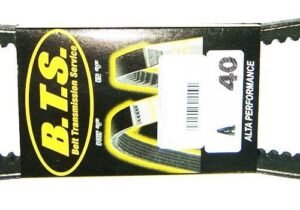 B.T.S.
Belt Transmission Service
A 40
ALTA PERFORMANCE